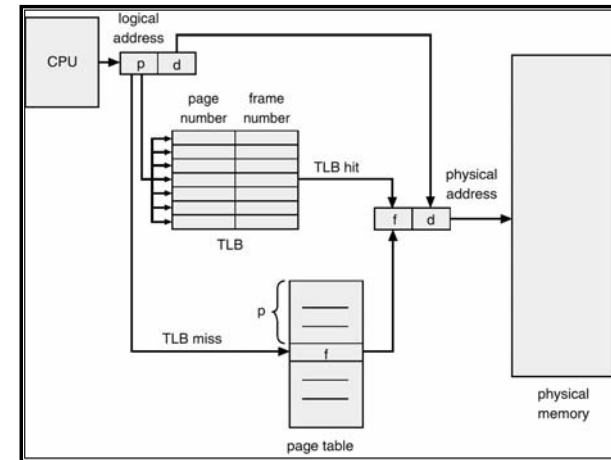 logical
address
CPU
p
d
page
number
frame
number
TLB hit
physical
address
f
d
TLB
p
TLB miss
f
page table
physical
memory